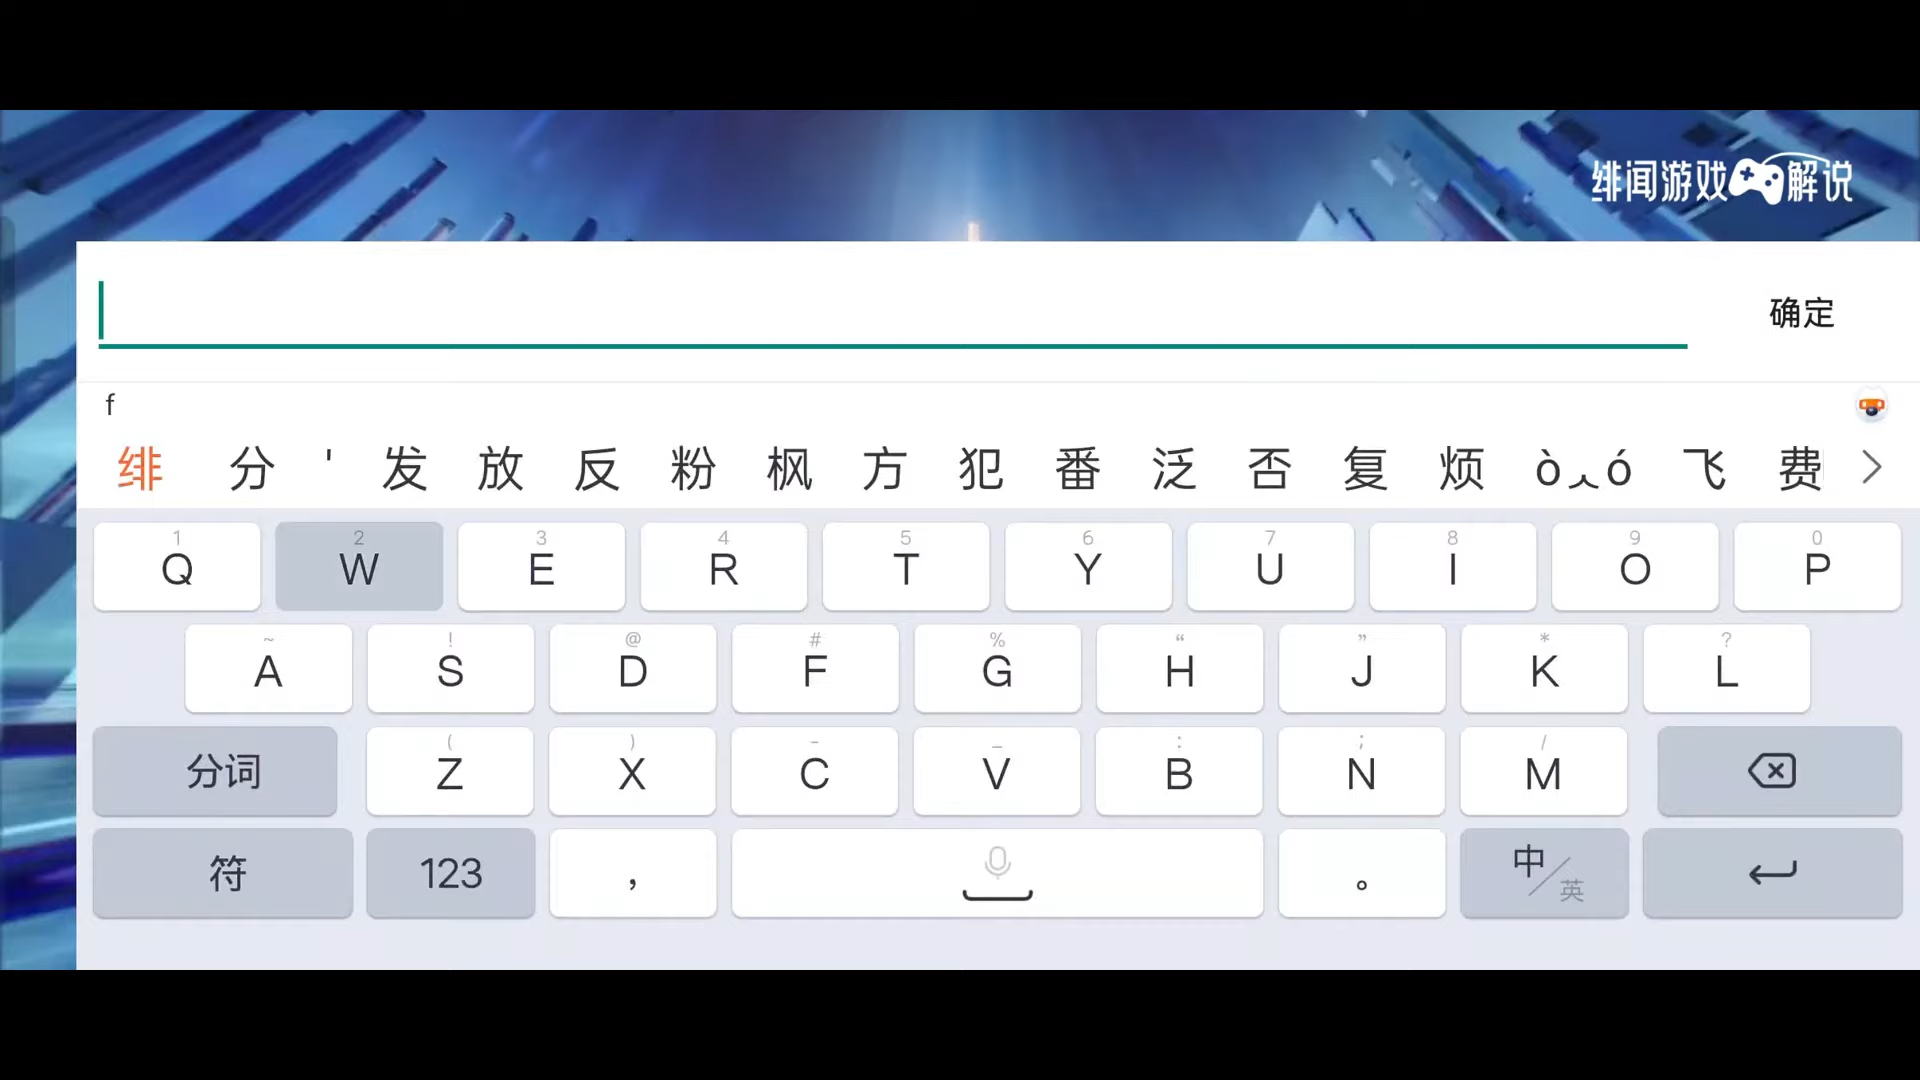 绯闻游戏解说
确定
f
绯 分 ' 发 放 反 粉 枫 方 犯 番 泛 否 复 烦 ò^ó 飞 费
1 2 3 4 5 6 7 8 9 0
Q W E R T Y U I O P
~ ! @ # % “ ” * ?
A S D F G H J K L
( ) - _ : ; /
分词 Z X C V B N M
符 123 , 。 中/英